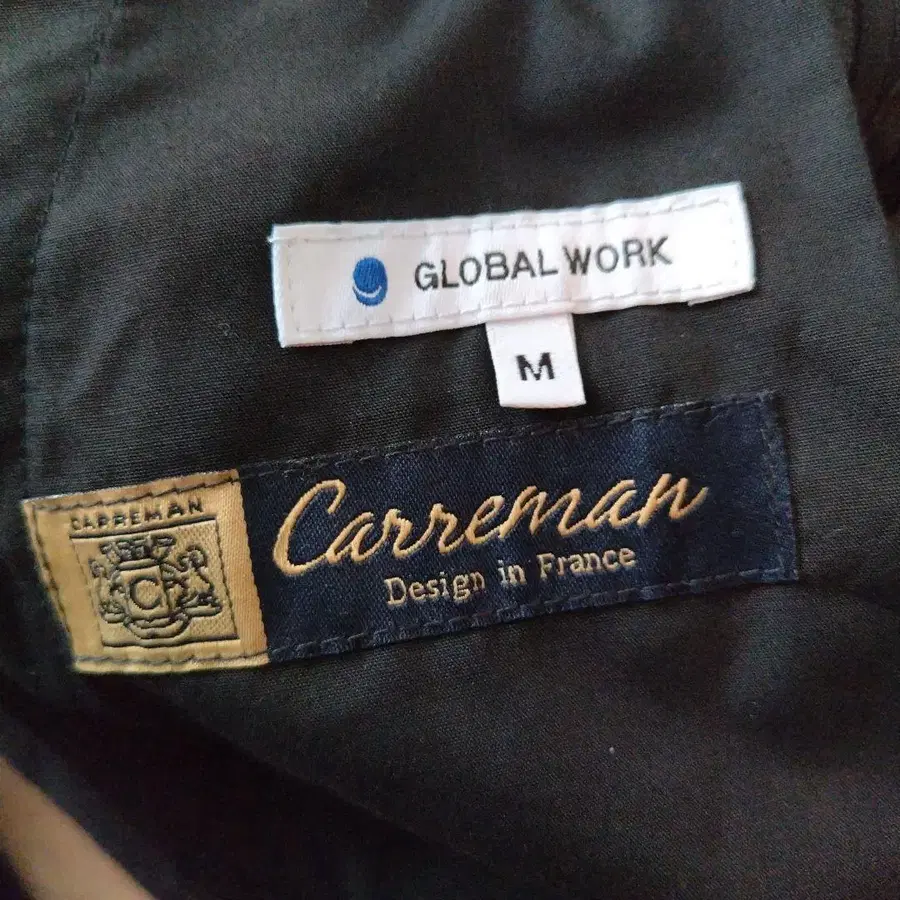 GLOBAL WORK
M
CARREMAN
C
Carreman
Design in France